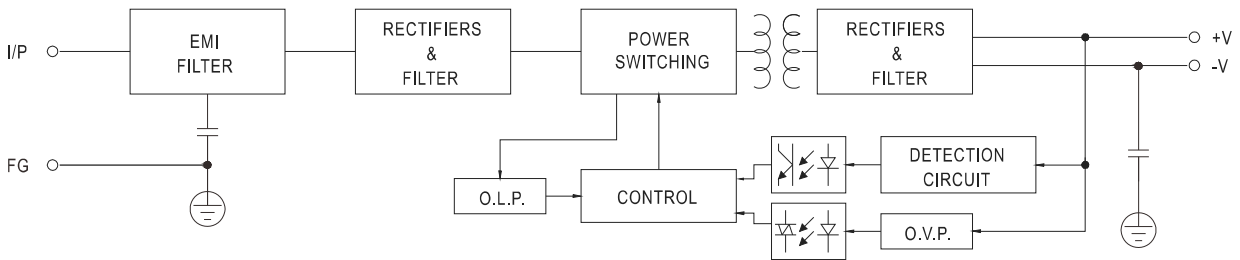 I/P
EMI
FILTER
RECTIFIERS
&
FILTER
POWER
SWITCHING
RECTIFIERS
&
FILTER
+V
-V
FG
O.L.P.
CONTROL
DETECTION
CIRCUIT
O.V.P.